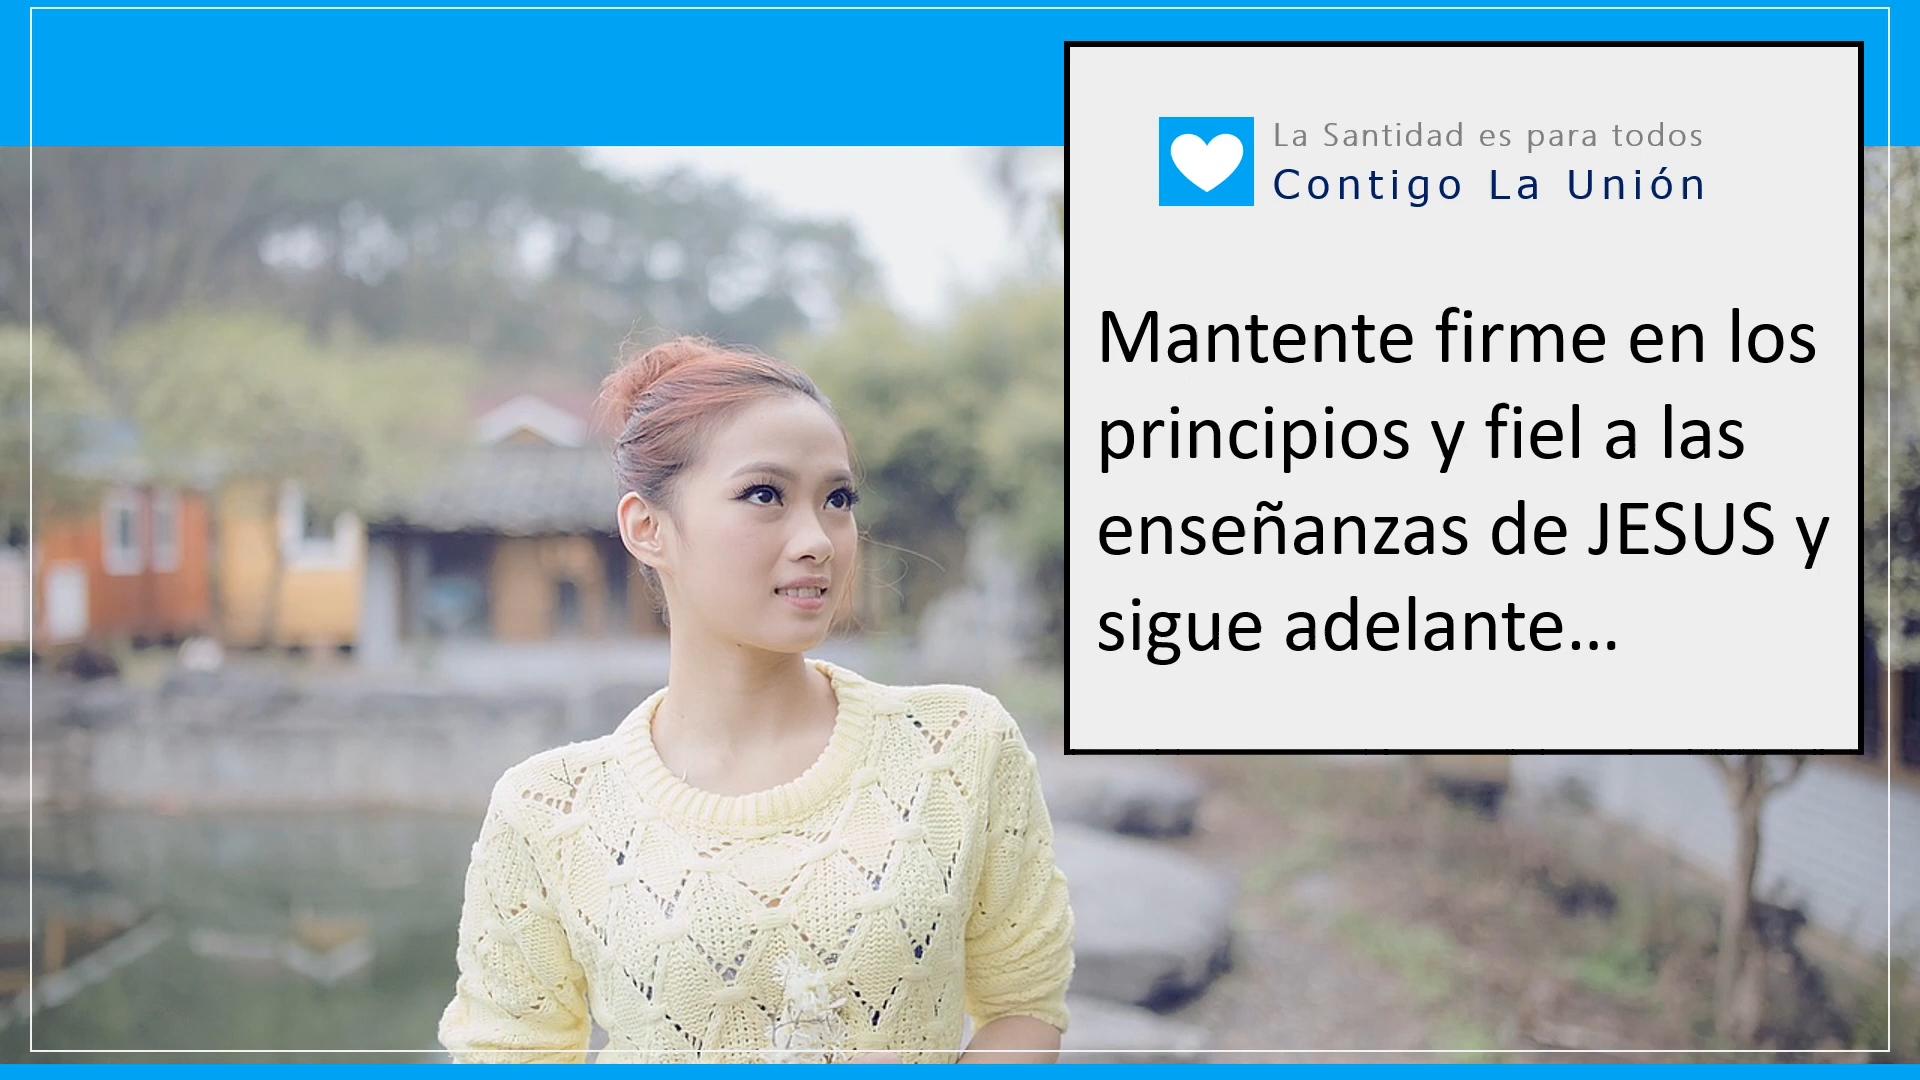 La Santidad es para todos
Contigo La Unión
Mantente firme en los
principios y fiel a las
enseñanzas de JESUS y
sigue adelante...